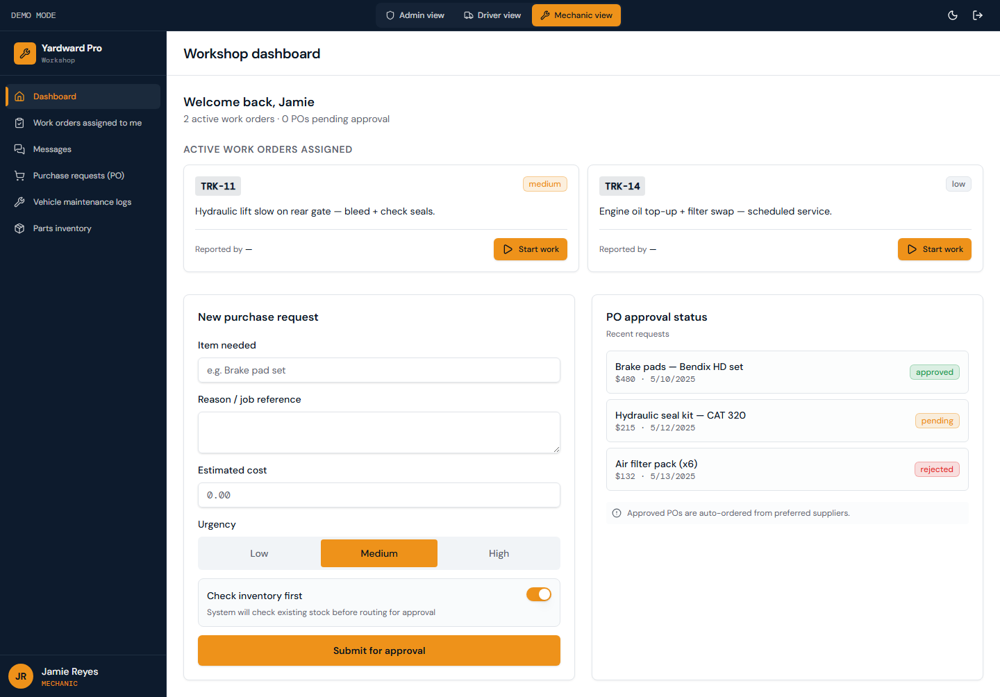 DEMO MODE
Admin view
Driver view
Mechanic view
Yardward Pro
Workshop
Dashboard
Work orders assigned to me
Messages
Purchase requests (PO)
Vehicle maintenance logs
Parts inventory
JR
Jamie Reyes
MECHANIC
Workshop dashboard
Welcome back, Jamie
2 active work orders · 0 POs pending approval
ACTIVE WORK ORDERS ASSIGNED
TRK-11
medium
Hydraulic lift slow on rear gate — bleed + check seals.
Reported by —
Start work
TRK-14
low
Engine oil top-up + filter swap — scheduled service.
Reported by —
Start work
New purchase request
Item needed
e.g. Brake pad set
Reason / job reference
Estimated cost
0.00
Urgency
Low
Medium
High
Check inventory first
System will check existing stock before routing for approval
Submit for approval
PO approval status
Recent requests
Brake pads — Bendix HD set
$480 · 5/10/2025
approved
Hydraulic seal kit — CAT 320
$215 · 5/12/2025
pending
Air filter pack (x6)
$132 · 5/13/2025
rejected
Approved POs are auto-ordered from preferred suppliers.